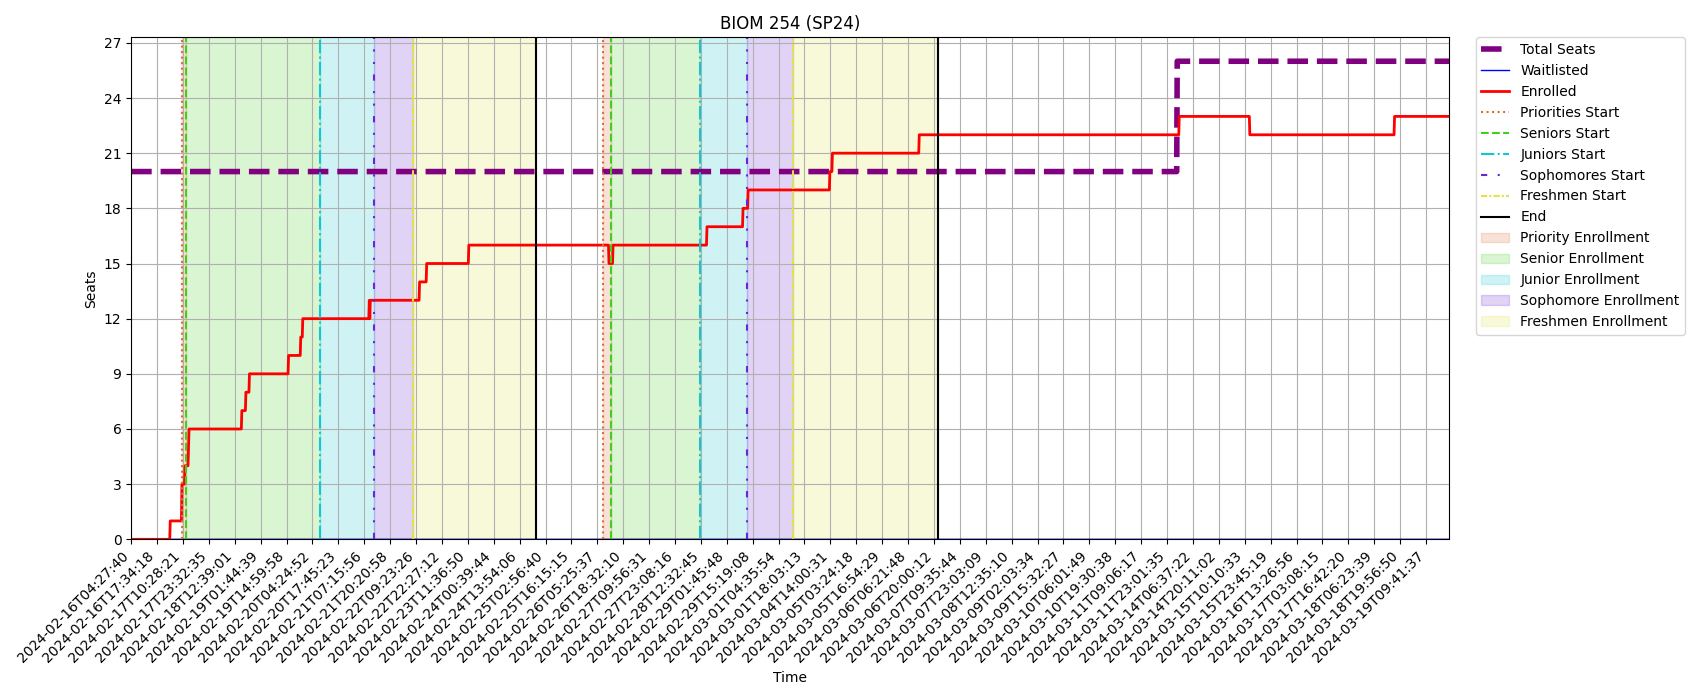 BIOM 254 (SP24)
Seats
27
24
21
18
15
12
9
6
3
0
2024-02-16T04:27:40
2024-02-16T17:34:18
2024-02-17T10:28:21
2024-02-17T23:32:35
2024-02-18T12:39:01
2024-02-19T01:44:39
2024-02-19T14:59:58
2024-02-20T04:24:52
2024-02-20T17:45:23
2024-02-21T07:15:56
2024-02-21T20:20:58
2024-02-22T09:23:26
2024-02-22T22:27:12
2024-02-23T11:36:50
2024-02-24T00:39:44
2024-02-24T13:54:06
2024-02-25T02:56:40
2024-02-25T16:15:15
2024-02-26T05:25:37
2024-02-26T18:32:10
2024-02-27T09:56:31
2024-02-27T23:08:16
2024-02-28T12:32:45
2024-02-29T01:45:48
2024-02-29T15:19:08
2024-03-01T04:35:54
2024-03-01T18:03:13
2024-03-04T14:00:31
2024-03-05T03:24:18
2024-03-05T16:54:29
2024-03-06T06:21:48
2024-03-06T20:00:12
2024-03-07T09:35:44
2024-03-07T23:03:09
2024-03-08T12:35:10
2024-03-09T02:03:34
2024-03-09T15:32:27
2024-03-10T06:01:49
2024-03-10T19:30:38
2024-03-11T09:06:17
2024-03-11T23:01:35
2024-03-14T06:37:22
2024-03-14T20:11:02
2024-03-15T10:10:33
2024-03-15T23:45:19
2024-03-16T13:26:56
2024-03-17T03:08:15
2024-03-17T16:42:20
2024-03-18T06:23:39
2024-03-18T19:56:50
2024-03-19T09:41:37
Time
Total Seats
Waitlisted
Enrolled
Priorities Start
Seniors Start
Juniors Start
Sophomores Start
Freshmen Start
End
Priority Enrollment
Senior Enrollment
Junior Enrollment
Sophomore Enrollment
Freshmen Enrollment